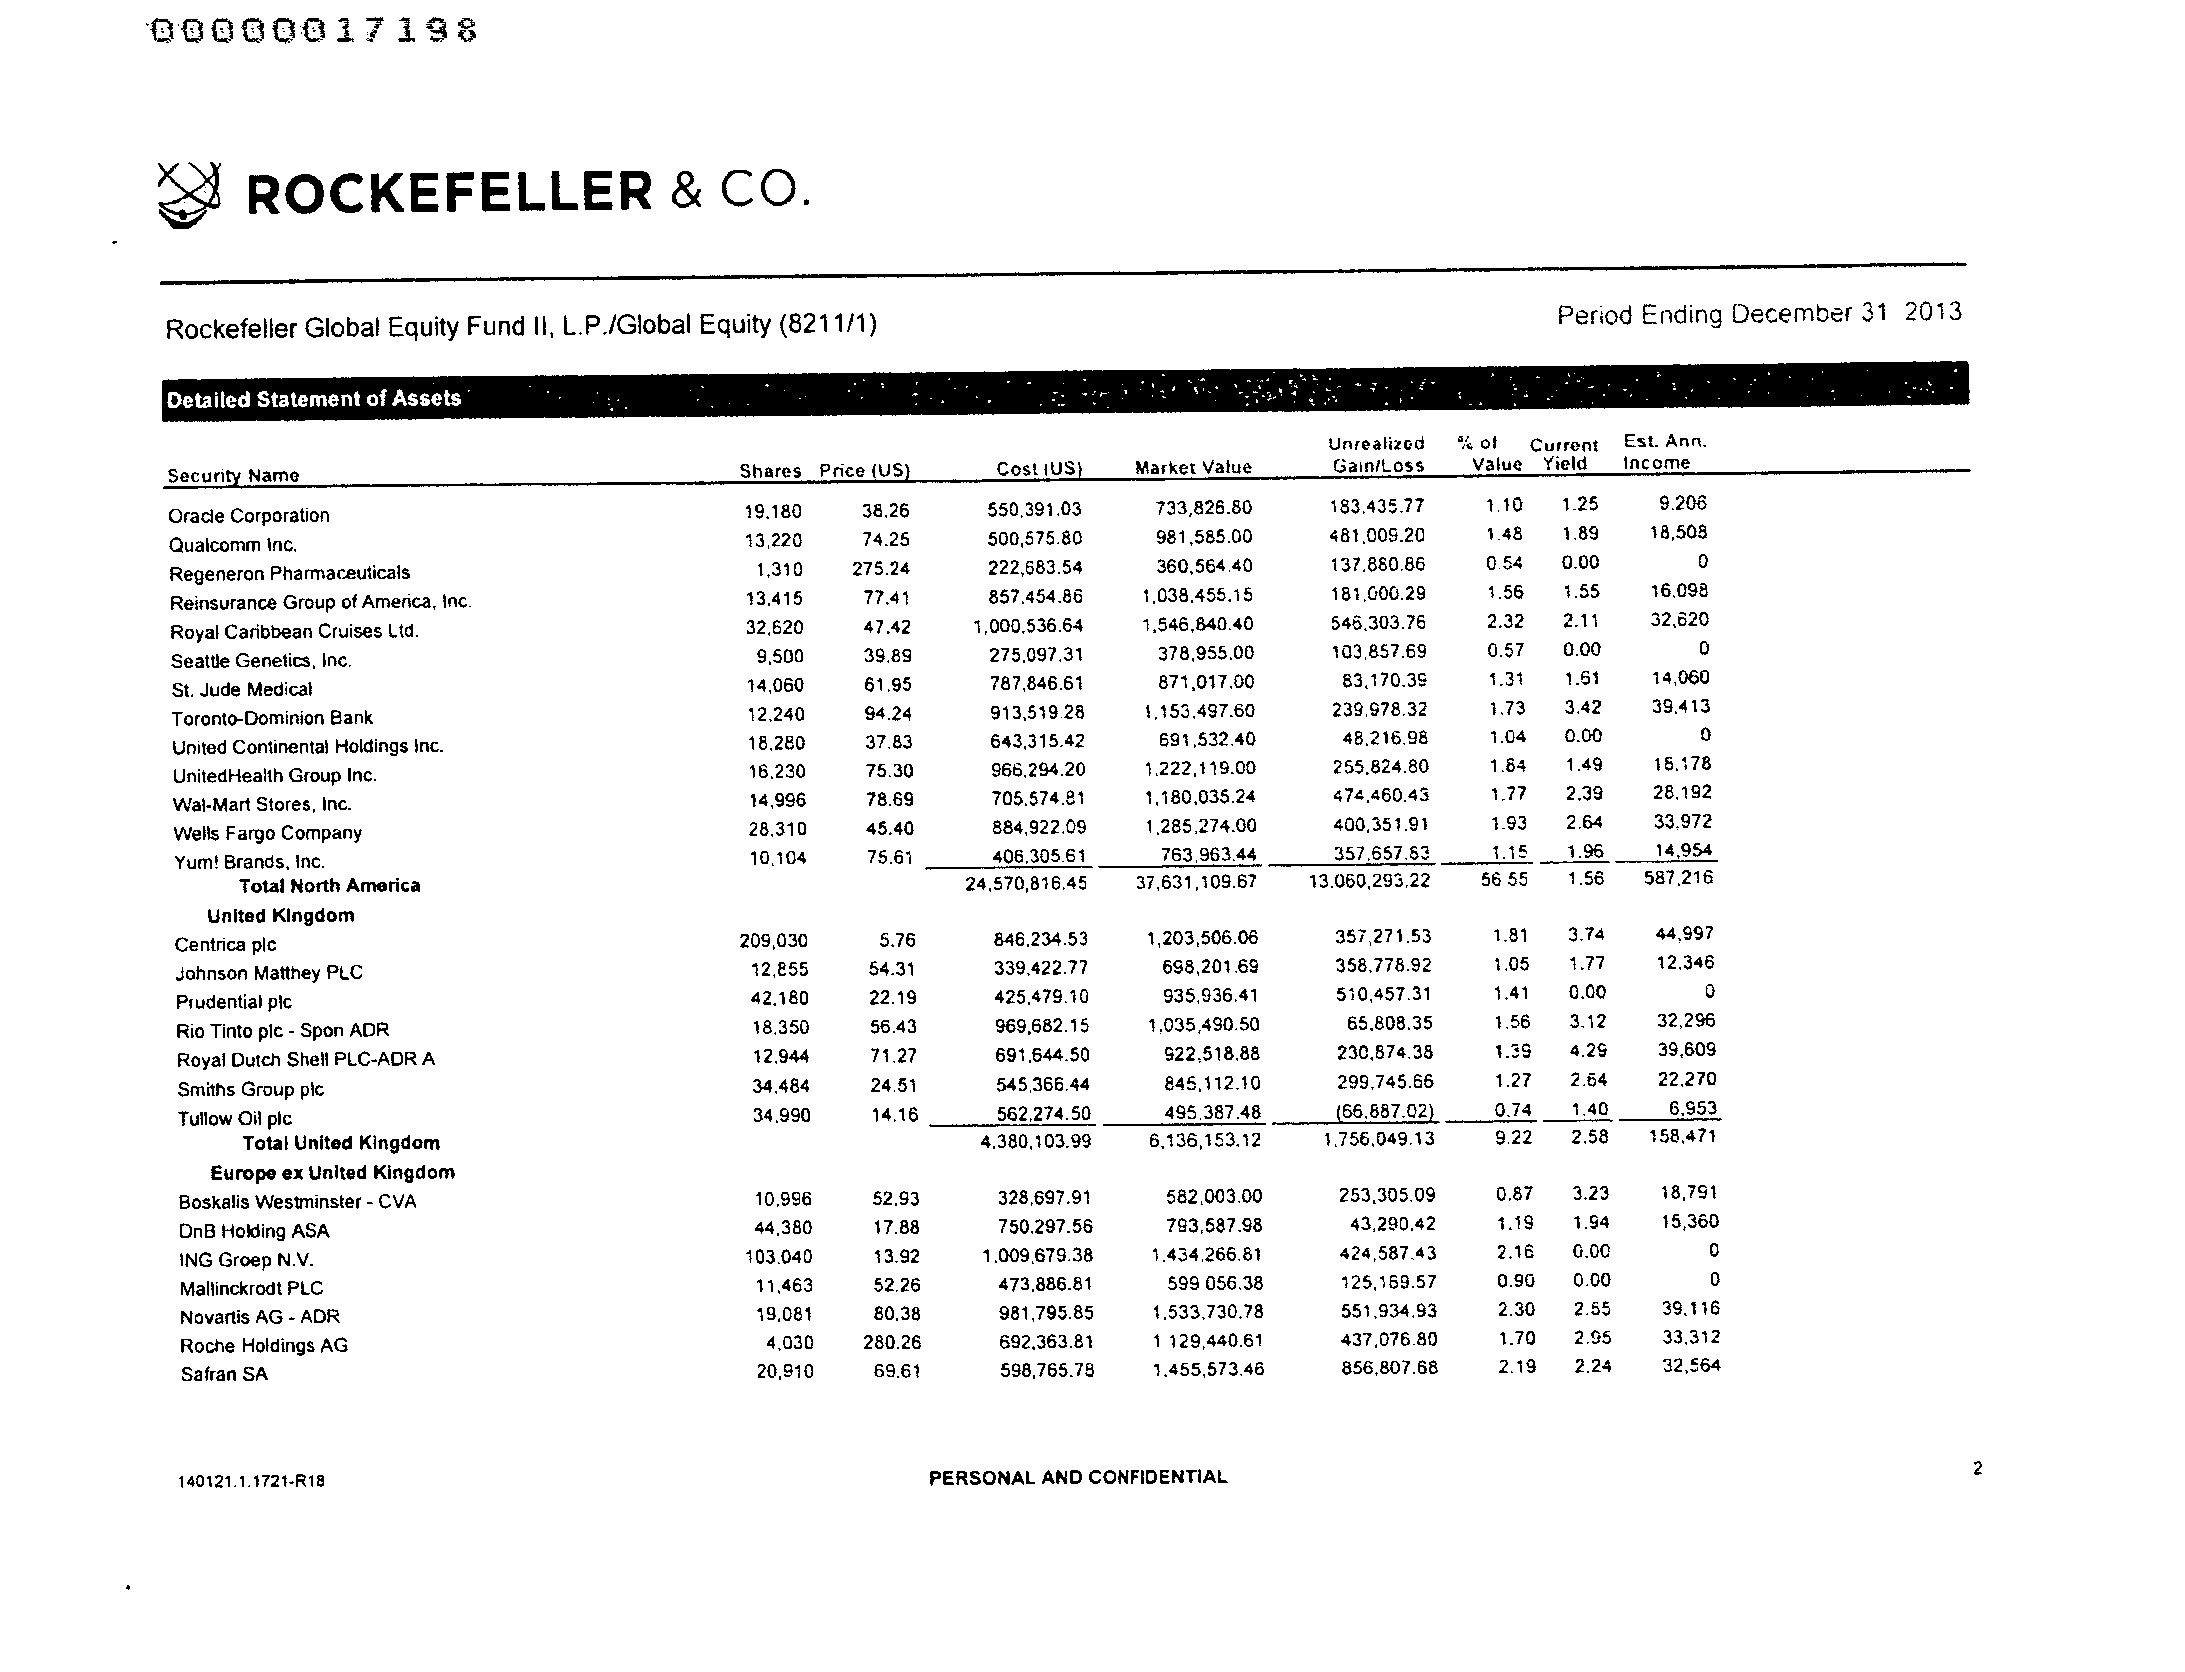 00000017198
ROCKEFELLER & CO.
Rockefeller Global Equity Fund II, L.P./Global Equity (8211/1) Period Ending December 31 2013
Detailed Statement of Assets
Unrealized % of Current Est. Ann.
Security Name Shares Price (US) Cost (US) Market Value Gain/Loss Value Yield Income
Oracle Corporation 19,180 38.26 550,391.03 733,826.80 183,435.77 1.10 1.25 9,206
Qualcomm Inc. 13,220 74.25 500,575.80 981,585.00 481,009.20 1.48 1.89 18,508
Regeneron Pharmaceuticals 1,310 275.24 222,683.54 360,564.40 137,880.86 0.54 0.00 0
Reinsurance Group of America, Inc. 13,415 77.41 857,454.86 1,038,455.15 181,000.29 1.56 1.55 16,098
Royal Caribbean Cruises Ltd. 32,620 47.42 1,000,536.64 1,546,840.40 546,303.76 2.32 2.11 32,620
Seattle Genetics, Inc. 9,500 39.89 275,097.31 378,955.00 103,857.69 0.57 0.00 0
St. Jude Medical 14,060 61.95 787,846.61 871,017.00 83,170.39 1.31 1.61 14,060
Toronto-Dominion Bank 12,240 94.24 913,519.28 1,153,497.60 239,978.32 1.73 3.42 39,413
United Continental Holdings Inc. 18,280 37.83 643,315.42 691,532.40 48,216.98 1.04 0.00 0
UnitedHealth Group Inc. 16,230 75.30 966,294.20 1,222,119.00 255,824.80 1.84 1.49 18,178
Wal-Mart Stores, Inc. 14,996 78.69 705,574.81 1,180,035.24 474,460.43 1.77 2.39 28,192
Wells Fargo Company 28,310 45.40 884,922.09 1,285,274.00 400,351.91 1.93 2.64 33,972
Yum! Brands, Inc. 10,104 75.61 406,305.61 763,963.44 357,657.83 1.15 1.96 14,954
Total North America 24,570,816.45 37,631,109.67 13,060,293.22 56.55 1.56 587,216
United Kingdom
Centrica plc 209,030 5.76 846,234.53 1,203,506.06 357,271.53 1.81 3.74 44,997
Johnson Matthey PLC 12,855 54.31 339,422.77 698,201.69 358,778.92 1.05 1.77 12,346
Prudential plc 42,180 22.19 425,479.10 935,936.41 510,457.31 1.41 0.00 0
Rio Tinto plc - Spon ADR 18,350 56.43 969,682.15 1,035,490.50 65,808.35 1.56 3.12 32,296
Royal Dutch Shell PLC-ADR A 12,944 71.27 691,644.50 922,518.88 230,874.38 1.39 4.29 39,609
Smiths Group plc 34,484 24.51 545,366.44 845,112.10 299,745.66 1.27 2.64 22,270
Tullow Oil plc 34,990 14.16 562,274.50 495,387.48 (66,887.02) 0.74 1.40 6,953
Total United Kingdom 4,380,103.99 6,136,153.12 1,756,049.13 9.22 2.58 158,471
Europe ex United Kingdom
Boskalis Westminster - CVA 10,996 52.93 328,697.91 582,003.00 253,305.09 0.87 3.23 18,791
DnB Holding ASA 44,380 17.88 750,297.56 793,587.98 43,290.42 1.19 1.94 15,360
ING Groep N.V. 103,040 13.92 1,009,679.38 1,434,266.81 424,587.43 2.16 0.00 0
Mallinckrodt PLC 11,463 52.26 473,886.81 599,056.38 125,169.57 0.90 0.00 0
Novartis AG - ADR 19,081 80.38 981,795.85 1,533,730.78 551,934.93 2.30 2.55 39,116
Roche Holdings AG 4,030 280.26 692,363.81 1 129,440.61 437,076.80 1.70 2.95 33,312
Safran SA 20,910 69.61 598,765.78 1,455,573.46 856,807.68 2.19 2.24 32,564
140121.1.1721-R18 PERSONAL AND CONFIDENTIAL 2